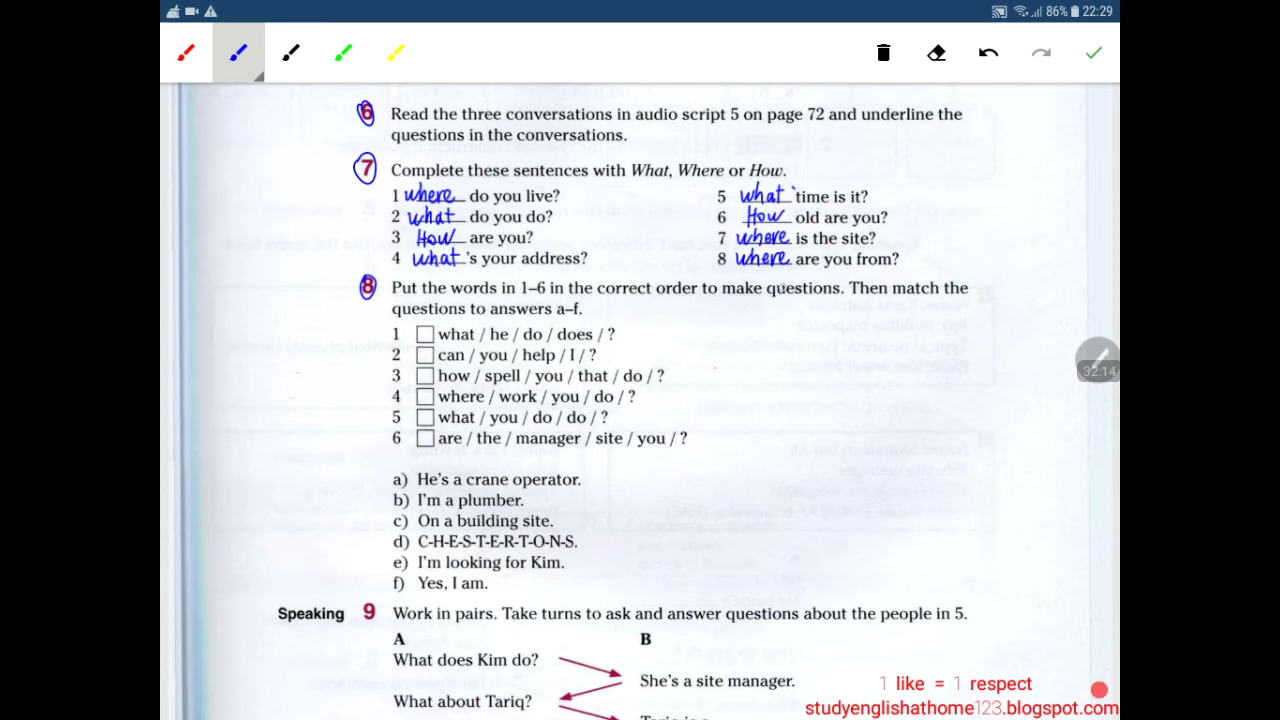 86% 22:29
6 Read the three conversations in audio script 5 on page 72 and underline the
questions in the conversations.
7 Complete these sentences with What, Where or How.
1 where do you live?
2 what do you do?
3 How are you?
4 what 's your address?
5 what time is it?
6 How old are you?
7 where is the site?
8 where are you from?
8 Put the words in 1–6 in the correct order to make questions. Then match the
questions to answers a–f.
1 what / he / do / does / ?
2 can / you / help / I / ?
3 how / spell / you / that / do / ?
4 where / work / you / do / ?
5 what / you / do / do / ?
6 are / the / manager / site / you / ?
a) He's a crane operator.
b) I'm a plumber.
c) On a building site.
d) C-H-E-S-T-E-R-T-O-N-S.
e) I'm looking for Kim.
f) Yes, I am.
Speaking 9 Work in pairs. Take turns to ask and answer questions about the people in 5.
A B
What does Kim do?
She's a site manager.
What about Tariq?
32:14
1 like = 1 respect
studyenglishathome123.blogspot.com